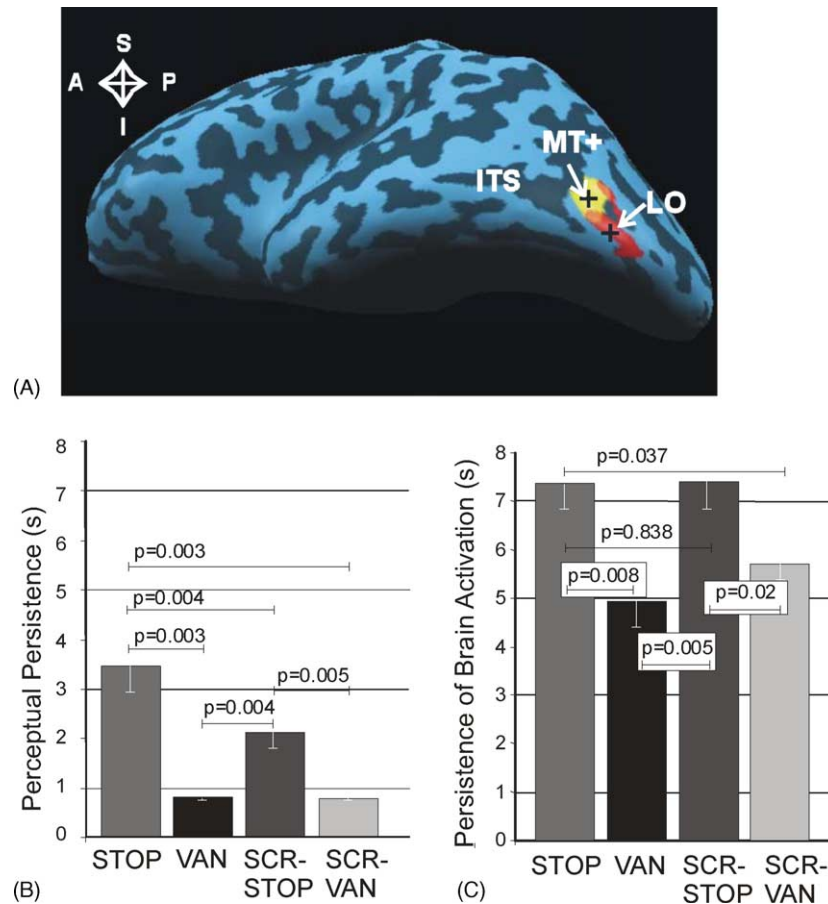 S
A P
I
MT+
ITS
LO
(A)
Perceptual Persistence (s)
8
7
6
5
4
3
2
1
0
p=0.003
p=0.004
p=0.003
p=0.005
p=0.004
STOP VAN SCR-STOP SCR-VAN
(B)
Persistence of Brain Activation (s)
8
7
6
5
4
3
2
1
0
p=0.037
p=0.838
p=0.008
p=0.02
p=0.005
STOP VAN SCR-STOP SCR-VAN
(C)